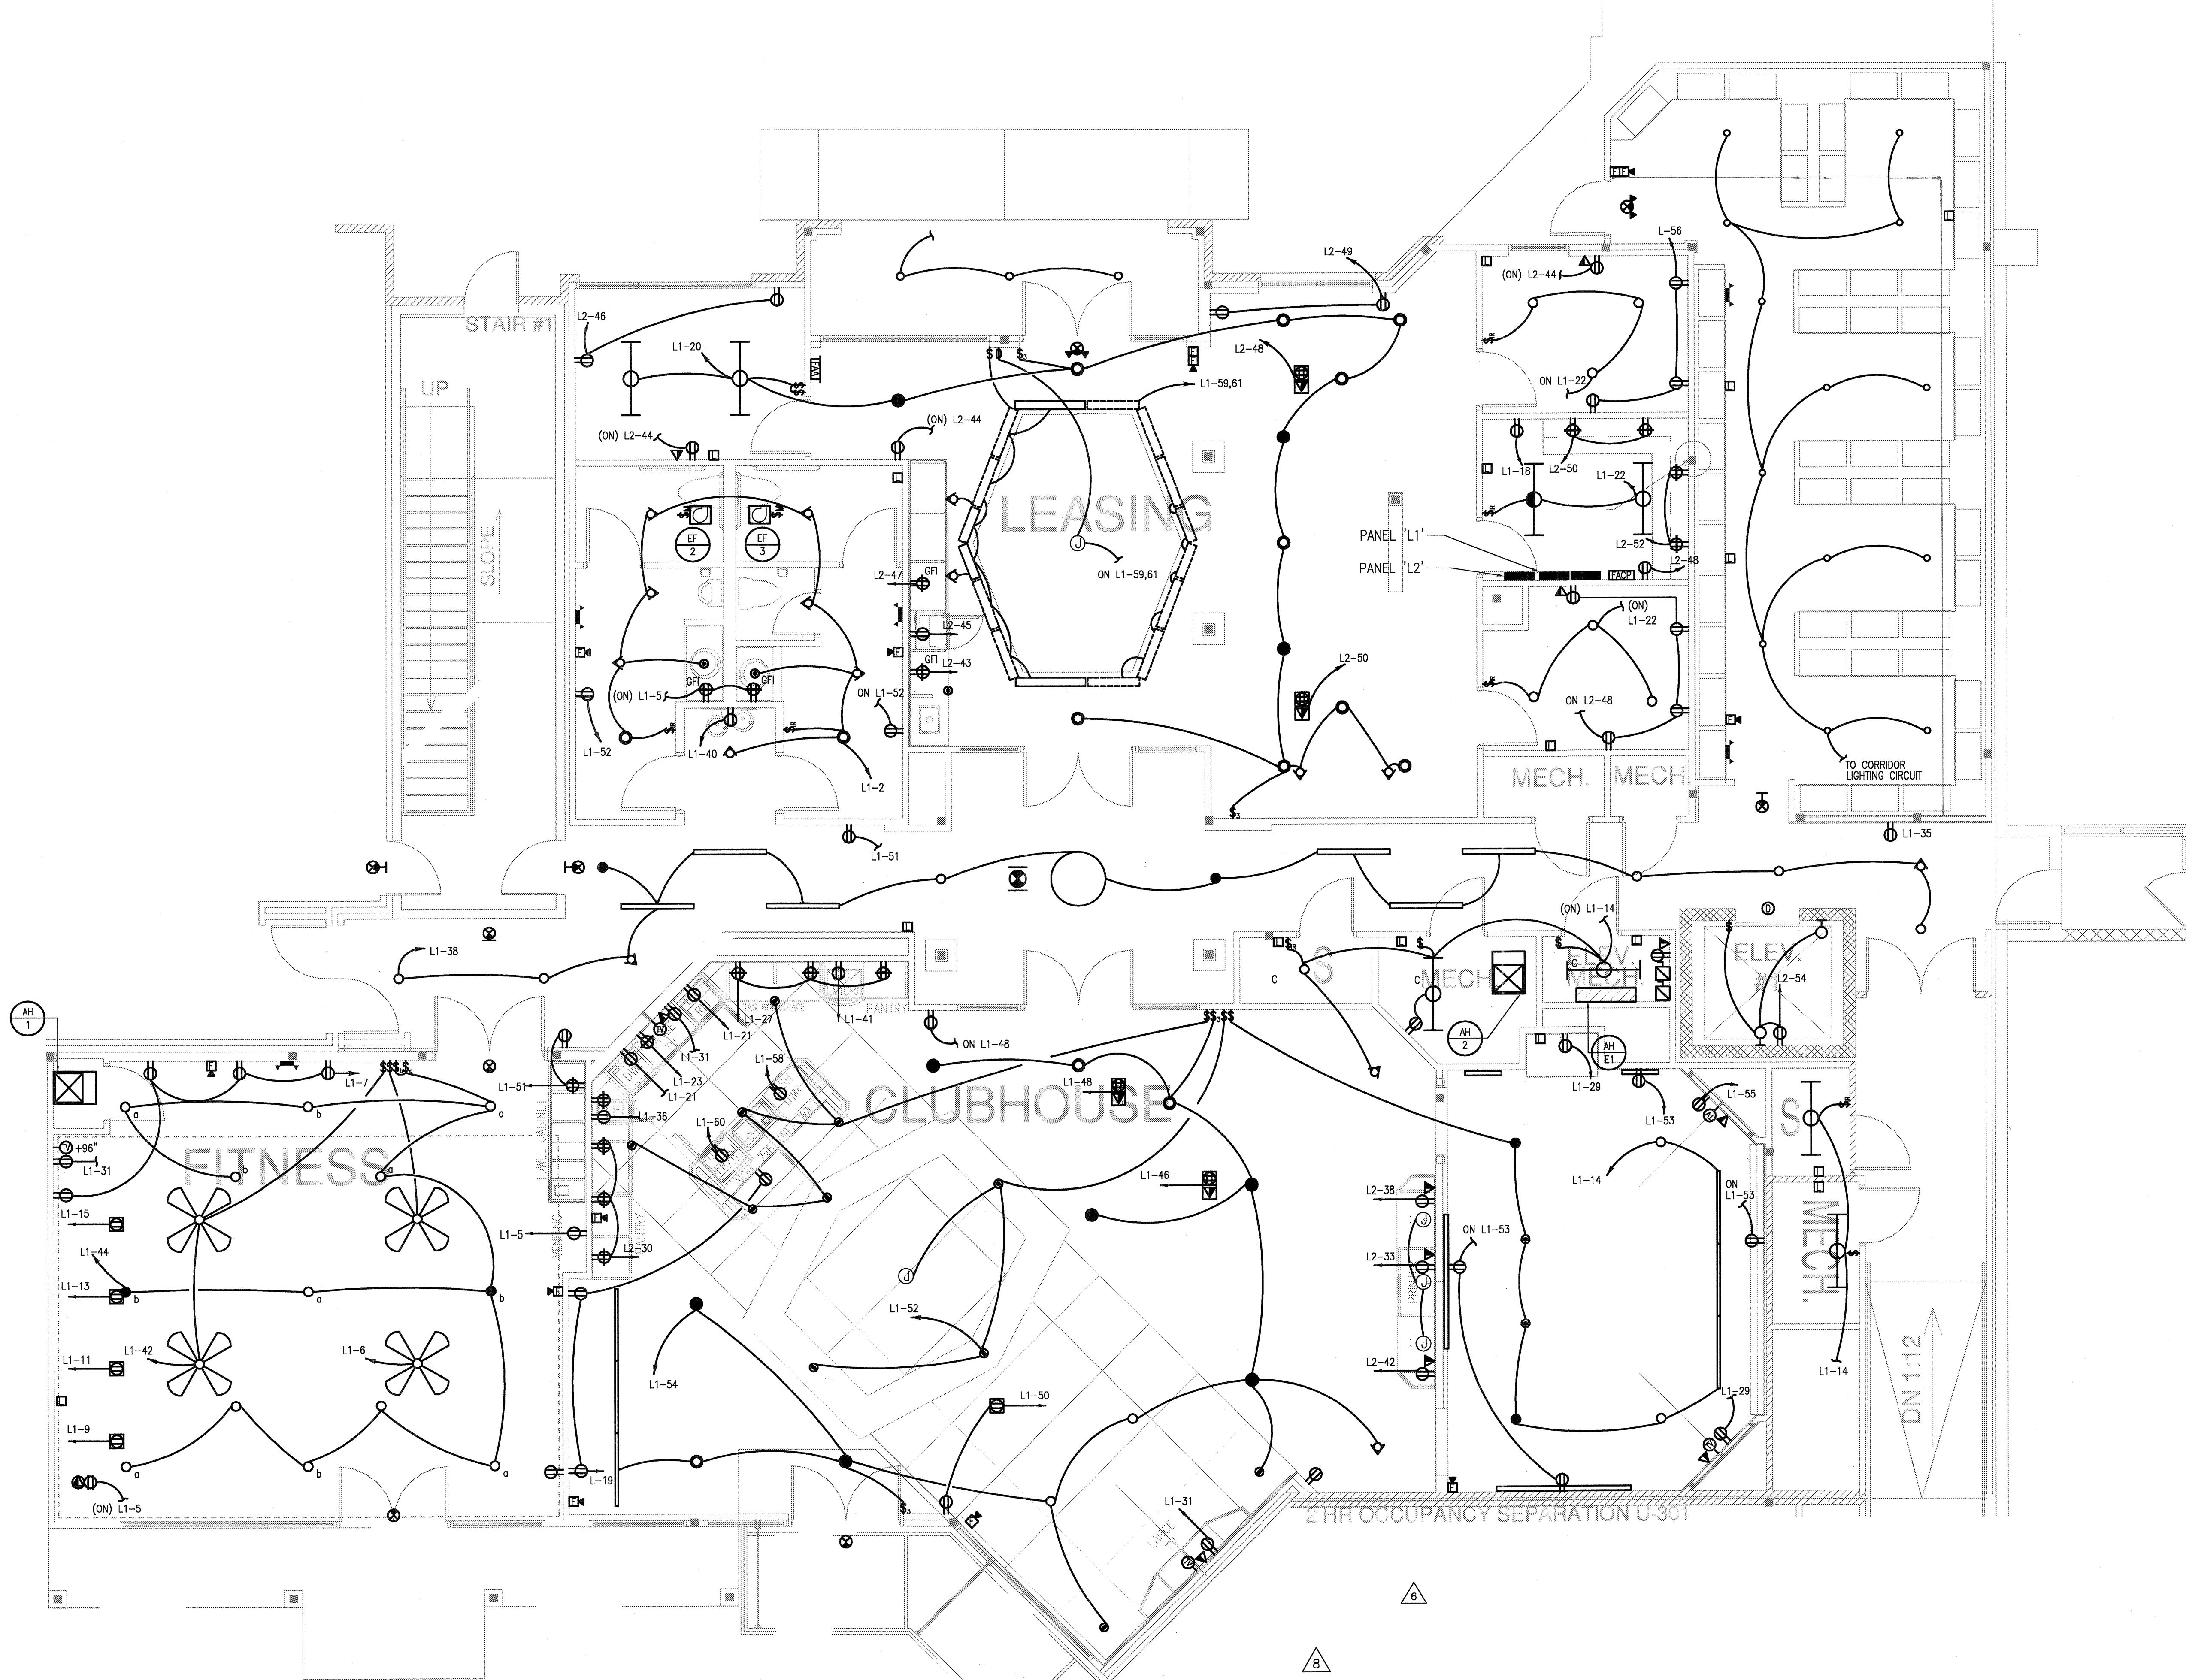 L-56
L2-49
(ON) L2-44
STAIR #1
L2-46
L1-20
L2-48
FAA
L1-59,61
ON L1-22
UP
(ON) L2-44
(ON) L2-44
L1-18
L2-50
L1-22
LEASING
SLOPE
EF
2
EF
3
PANEL 'L1'
L2-52
L2-48
PANEL 'L2'
FACP
L2-47
GFI
ON L1-59,61
(ON)
L1-22
L2-45
GFI
L2-43
L2-50
GFI
GFI
(ON) L1-5
ON L1-52
ON L2-48
L1-52
L1-40
L1-2
MECH.
MECH.
TO CORRIDOR
LIGHTING CIRCUIT
L1-51
L1-35
(ON) L1-14
L1-38
S
C
C
MECH.
C
ELEV.
MECH.
ELEV.
L2-54
AH
1
L1-27
L1-41
PANTRY
L1-21
ON L1-48
AH
2
AH
E1
L1-31
L1-58
L1-7
L1-51
L1-23
L1-21
L1-48
L1-29
L1-53
L1-55
CLUBHOUSE
L1-36
L1-60
S
a
b
a
TV
+96"
L1-31
FITNESS
b
a
L1-46
L2-38
L1-14
ON
L1-53
L1-15
L1-5
L2-30
ON L1-53
L2-33
MECH.
L1-44
L1-13
b
a
b
J
J
J
J
L1-52
L1-11
L1-42
L1-6
L1-54
L2-42
L1-14
L1-50
L1-29
DN 1:12
L1-9
a
b
a
L-19
(ON) L1-5
L1-31
2 HR OCCUPANCY SEPARATION U-301
6
8